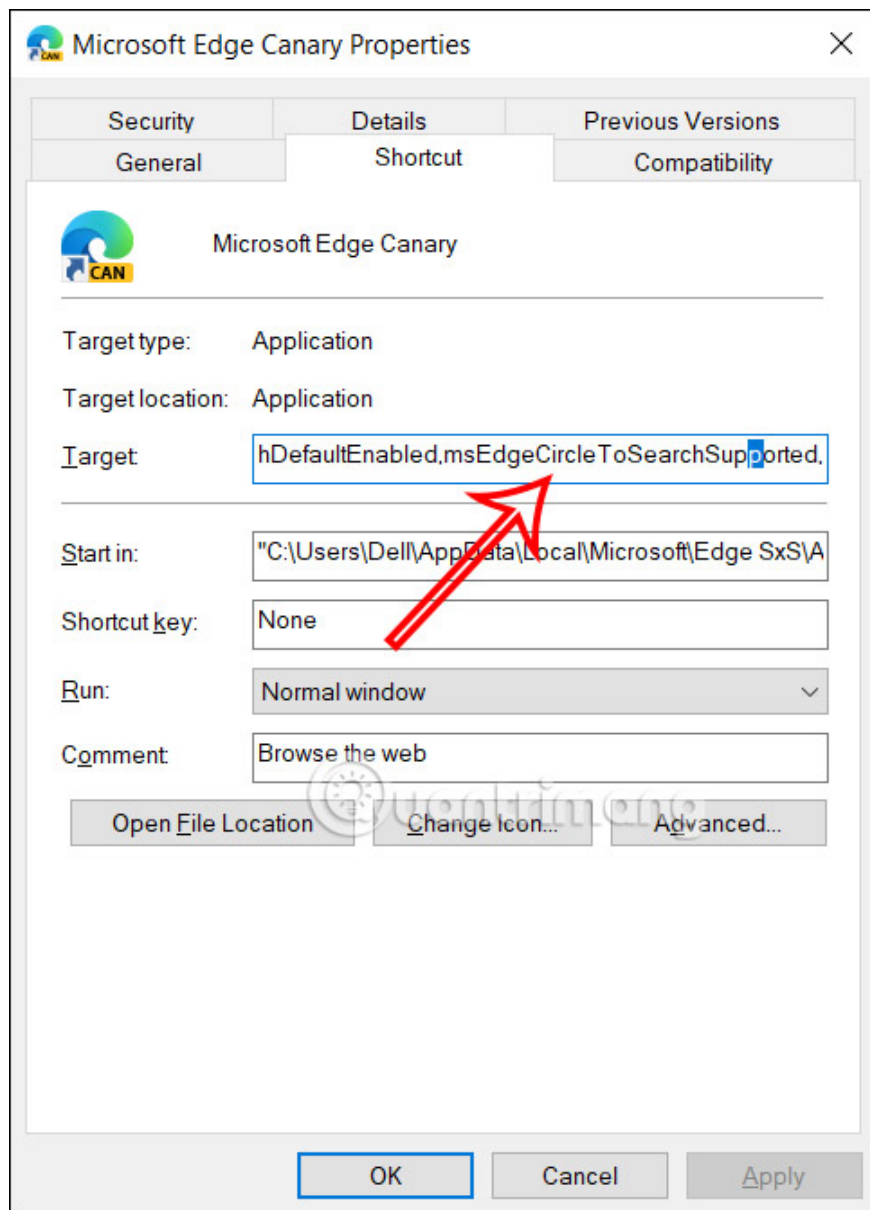 Microsoft Edge Canary Properties
Security Details Previous Versions
General Shortcut Compatibility
CAN
Microsoft Edge Canary
Target type: Application
Target location: Application
Target: hDefaultEnabled,msEdgeCircleToSearchSupported,
Start in: "C:\Users\Dell\AppData\Local\Microsoft\Edge SxS\A
Shortcut key: None
Run: Normal window
Comment: Browse the web
Quantrimang
Open File Location Change Icon... Advanced...
OK Cancel Apply